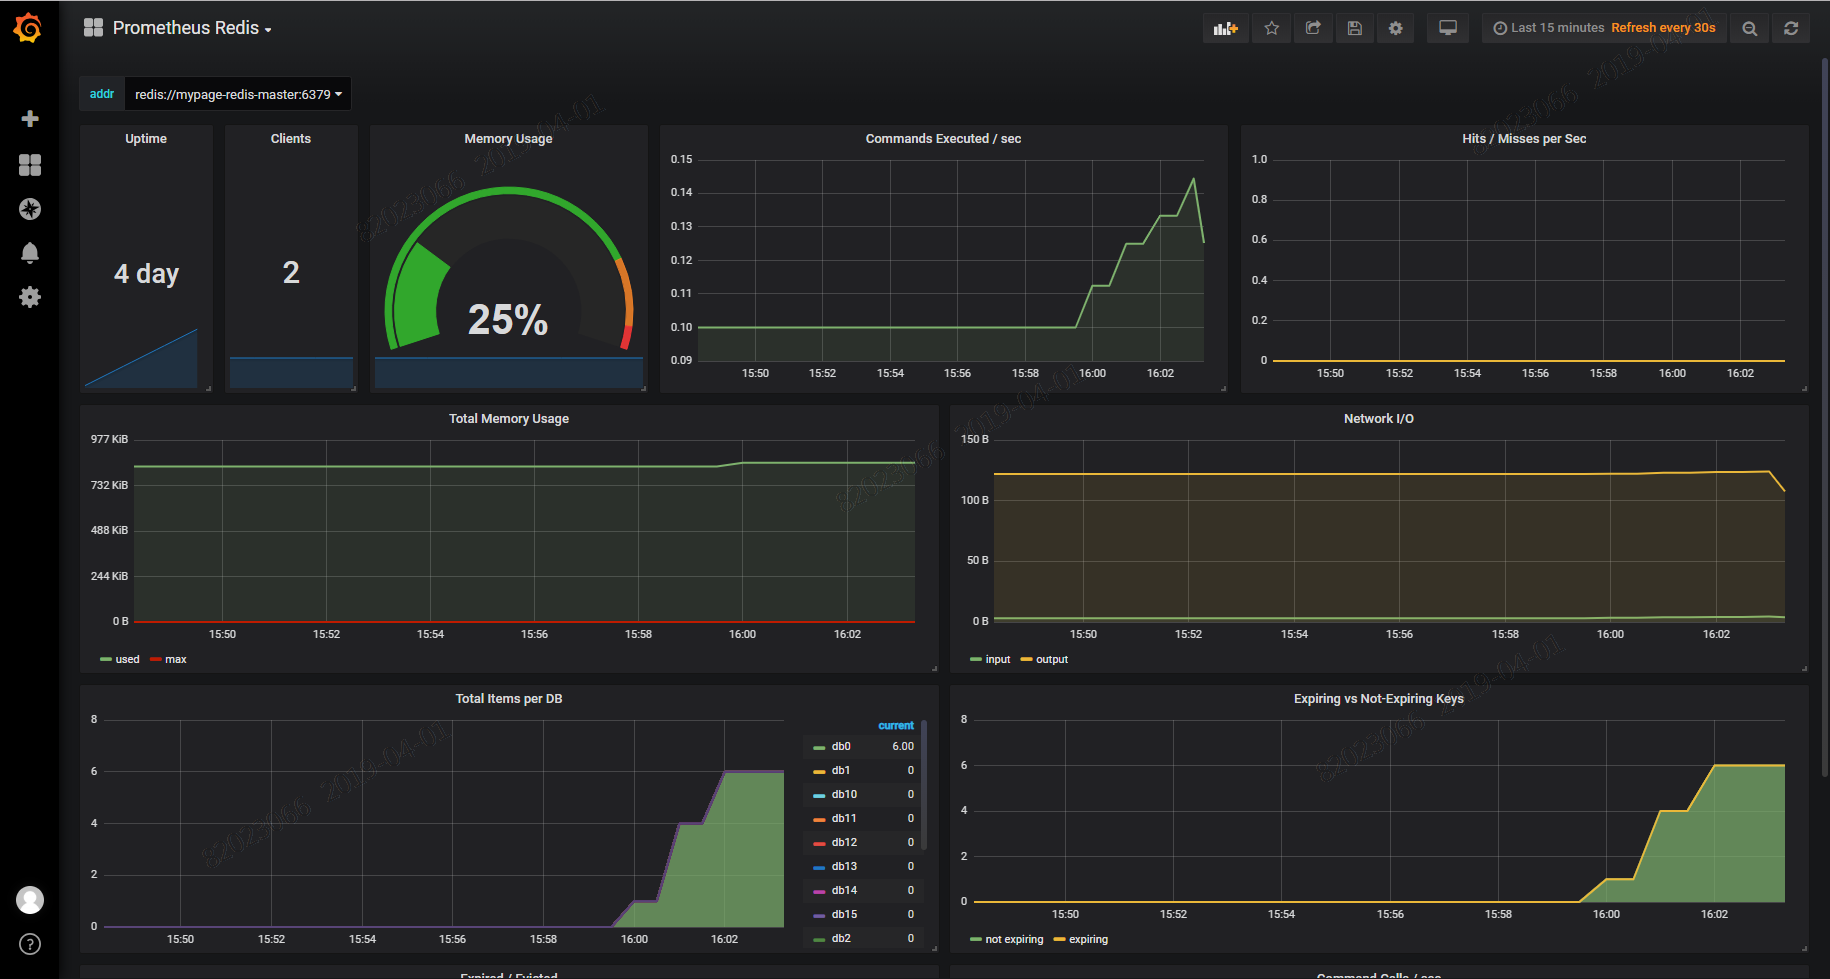 Prometheus Redis
Last 15 minutes Refresh every 30s
addr redis://mypage-redis-master:6379
Uptime
4 day
Clients
2
Memory Usage
25%
Commands Executed / sec
0.15
0.14
0.13
0.12
0.11
0.10
0.09
15:50 15:52 15:54 15:56 15:58 16:00 16:02
Hits / Misses per Sec
1.0
0.8
0.6
0.4
0.2
0
15:50 15:52 15:54 15:56 15:58 16:00 16:02
Total Memory Usage
977 KiB
732 KiB
488 KiB
244 KiB
0 B
15:50 15:52 15:54 15:56 15:58 16:00 16:02
used max
Network I/O
150 B
100 B
50 B
0 B
15:50 15:52 15:54 15:56 15:58 16:00 16:02
input output
Total Items per DB
8
6
4
2
0
15:50 15:52 15:54 15:56 15:58 16:00 16:02
current
db0 6.00
db1 0
db10 0
db11 0
db12 0
db13 0
db14 0
db15 0
db2 0
Expiring vs Not-Expiring Keys
8
6
4
2
0
15:50 15:52 15:54 15:56 15:58 16:00 16:02
not expiring expiring
Expired / Evicted
Command Calls / sec